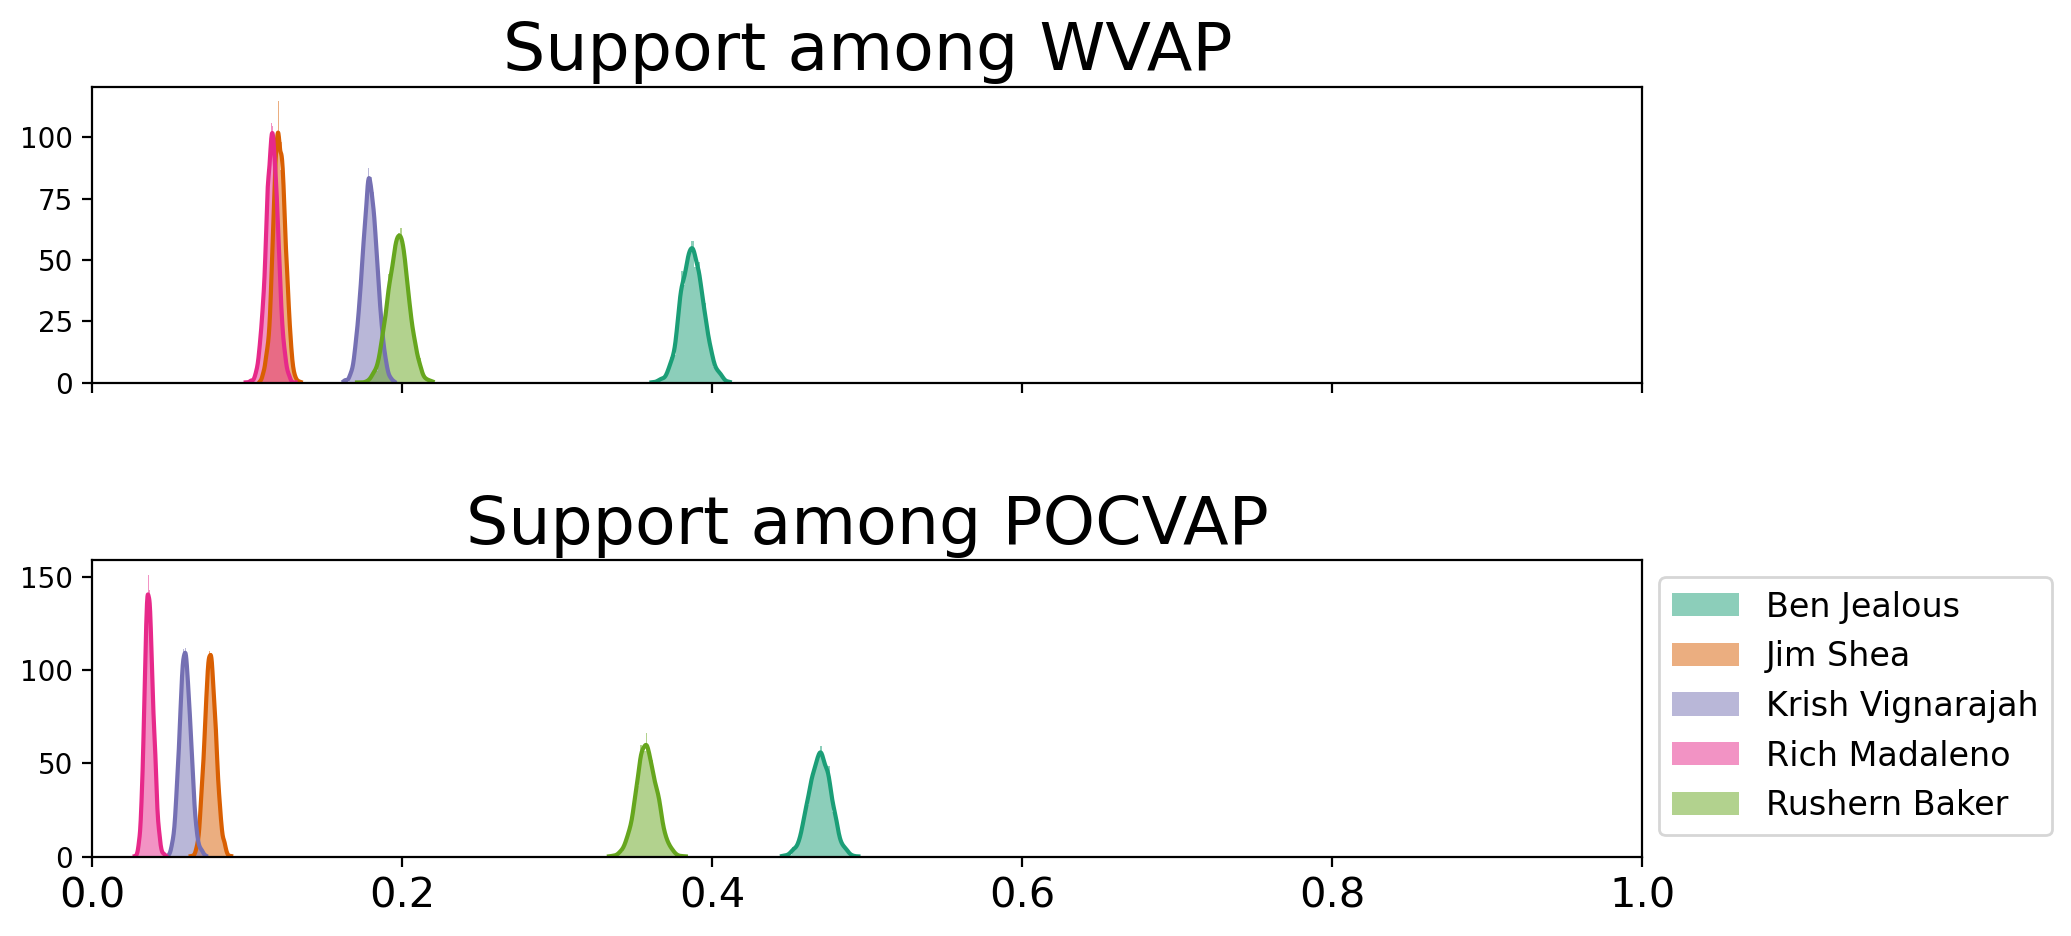 Support among WVAP
100
75
50
25
0
Support among POCVAP
150
100
50
0
0.0 0.2 0.4 0.6 0.8 1.0
Ben Jealous
Jim Shea
Krish Vignarajah
Rich Madaleno
Rushern Baker